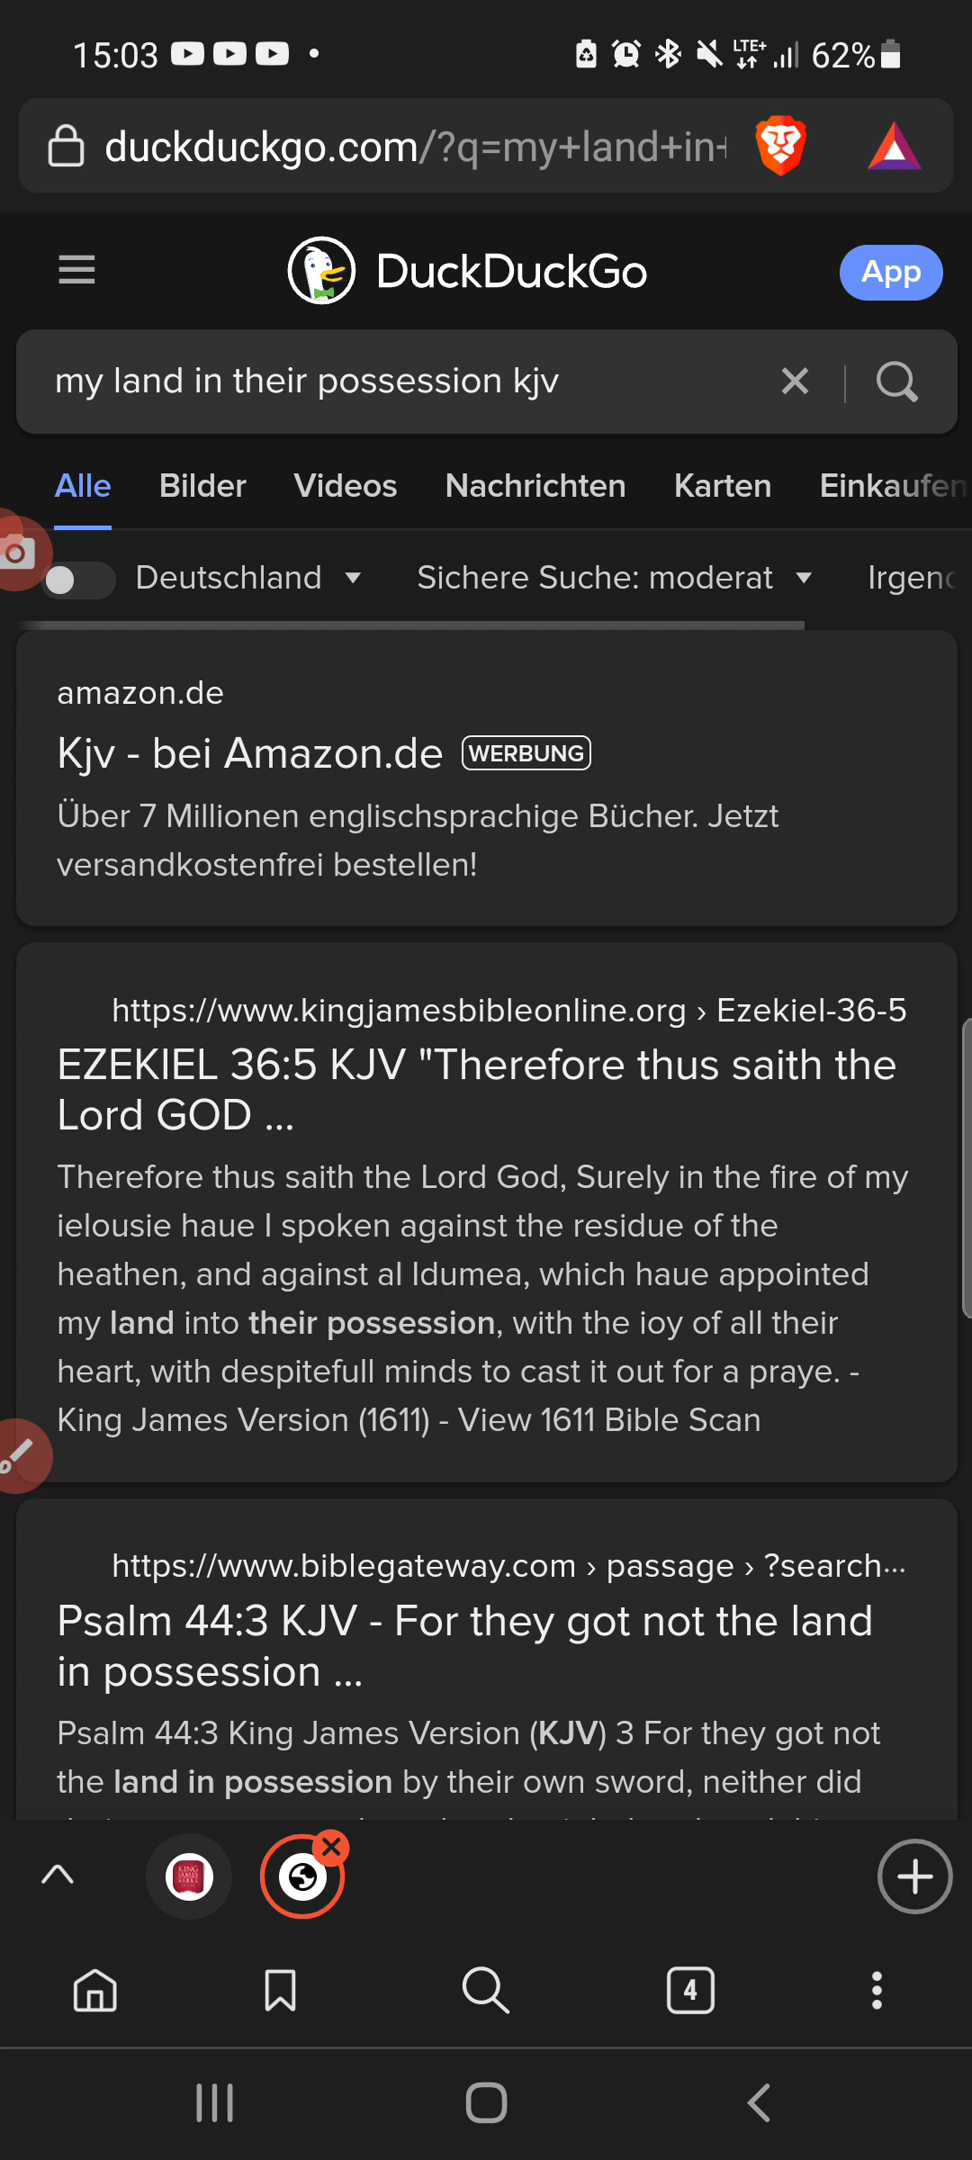 15:03
LTE+
62%
duckduckgo.com/?q=my+land+in+
DuckDuckGo
App
my land in their possession kjv
Alle Bilder Videos Nachrichten Karten Einkaufen
Deutschland Sichere Suche: moderat
amazon.de
Kjv - bei Amazon.de WERBUNG
Über 7 Millionen englischsprachige Bücher. Jetzt
versandkostenfrei bestellen!
https://www.kingjamesbibleonline.org › Ezekiel-36-5
EZEKIEL 36:5 KJV "Therefore thus saith the
Lord GOD ...
Therefore thus saith the Lord God, Surely in the fire of my
ielousie haue I spoken against the residue of the
heathen, and against al Idumea, which haue appointed
my land into their possession, with the ioy of all their
heart, with despitefull minds to cast it out for a praye. -
King James Version (1611) - View 1611 Bible Scan
https://www.biblegateway.com › passage › ?search...
Psalm 44:3 KJV - For they got not the land
in possession ...
Psalm 44:3 King James Version (KJV) 3 For they got not
the land in possession by their own sword, neither did
KING JAMES BIBLE
4